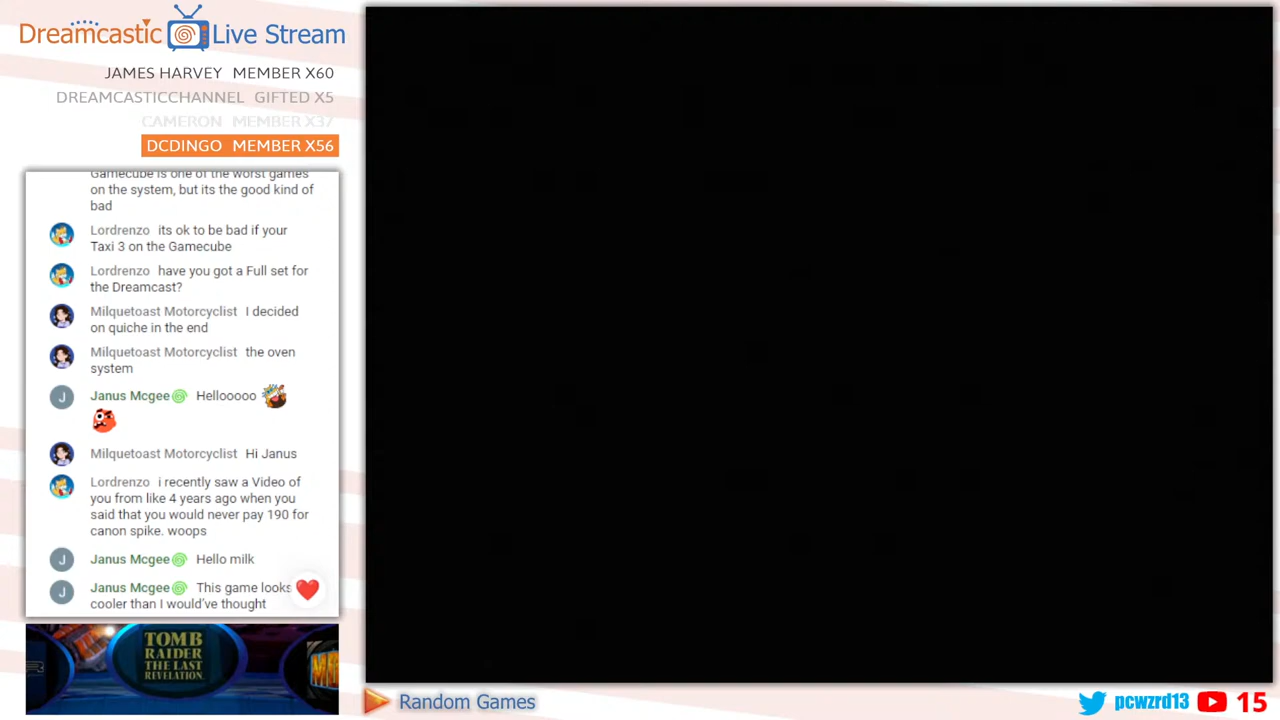 Dreamcastic Live Stream
JAMES HARVEY MEMBER X60
DREAMCASTICCHANNEL GIFTED X5
CAMERON MEMBER X37
DCDINGO MEMBER X56
Gamecube is one of the worst games
on the system, but its the good kind of
bad
Lordrenzo its ok to be bad if your
Taxi 3 on the Gamecube
Lordrenzo have you got a Full set for
the Dreamcast?
Milquetoast Motorcyclist I decided
on quiche in the end
Milquetoast Motorcyclist the oven
system
J Janus Mcgee Hellooooo
Milquetoast Motorcyclist Hi Janus
Lordrenzo i recently saw a Video of
you from like 4 years ago when you
said that you would never pay 190 for
canon spike. woops
J Janus Mcgee Hello milk
J Janus Mcgee This game looks
cooler than I would've thought
TOMB
RAIDER
THE LAST
REVELATION
Random Games
pcwzrd13 15